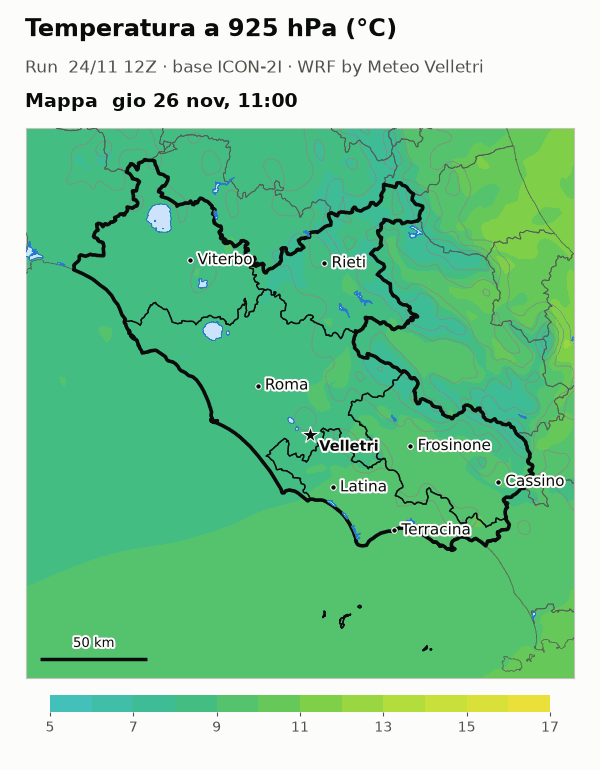 Temperatura a 925 hPa (°C)
Run  24/11 12Z · base ICON-2I · WRF by Meteo Velletri
Mappa  gio 26 nov, 11:00
Viterbo
Rieti
Roma
Velletri
Frosinone
Latina
Cassino
Terracina
50 km
5 7 9 11 13 15 17